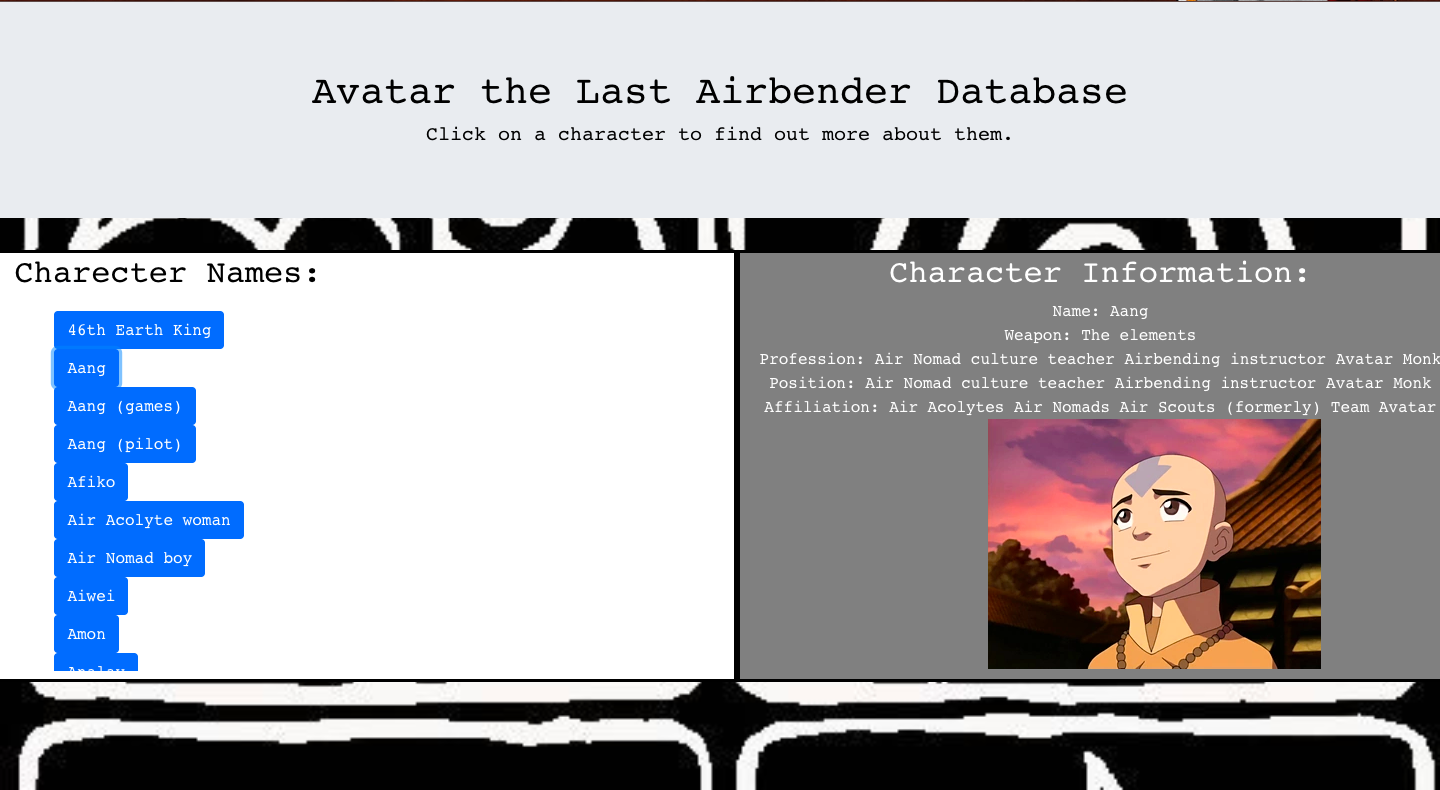 Avatar the Last Airbender Database
Click on a character to find out more about them.
Charecter Names:
46th Earth King
Aang
Aang (games)
Aang (pilot)
Afiko
Air Acolyte woman
Air Nomad boy
Aiwei
Amon
Character Information:
Name: Aang
Weapon: The elements
Profession: Air Nomad culture teacher Airbending instructor Avatar Monk
Position: Air Nomad culture teacher Airbending instructor Avatar Monk
Affiliation: Air Acolytes Air Nomads Air Scouts (formerly) Team Avatar